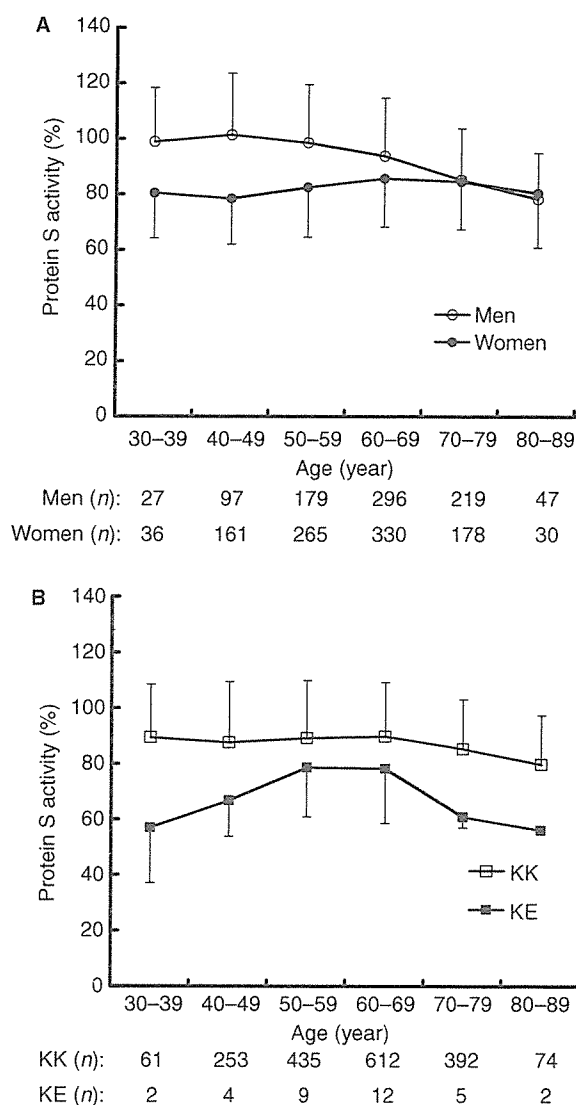 A
140
120
100
80
60
40
20
0
Protein S activity (%)
Men
Women
30–39 40–49 50–59 60–69 70–79 80–89
Age (year)
Men (n): 27 97 179 296 219 47
Women (n): 36 161 265 330 178 30
B
140
120
100
80
60
40
20
0
Protein S activity (%)
KK
KE
30–39 40–49 50–59 60–69 70–79 80–89
Age (year)
KK (n): 61 253 435 612 392 74
KE (n): 2 4 9 12 5 2